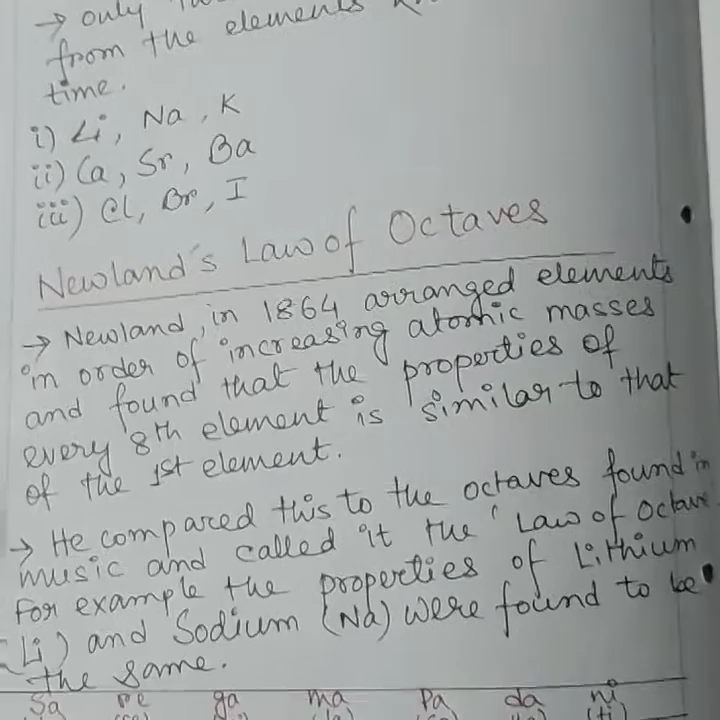 → only
from the elements
time.
i) Li, Na, K
ii) Ca, Sr, Ba
iii) Cl, Br, I
Newland's Law of Octaves
→ Newland, in 1864 arranged elements
in order of increasing atomic masses
and found that the properties of
every 8th element is similar to that
of the 1st element.
→ He compared this to the octaves found in
music and called it the 'Law of Octave
For example the properties of Lithium
Li) and Sodium (Na) were found to be
the same.
Sa re ga ma Pa da ni